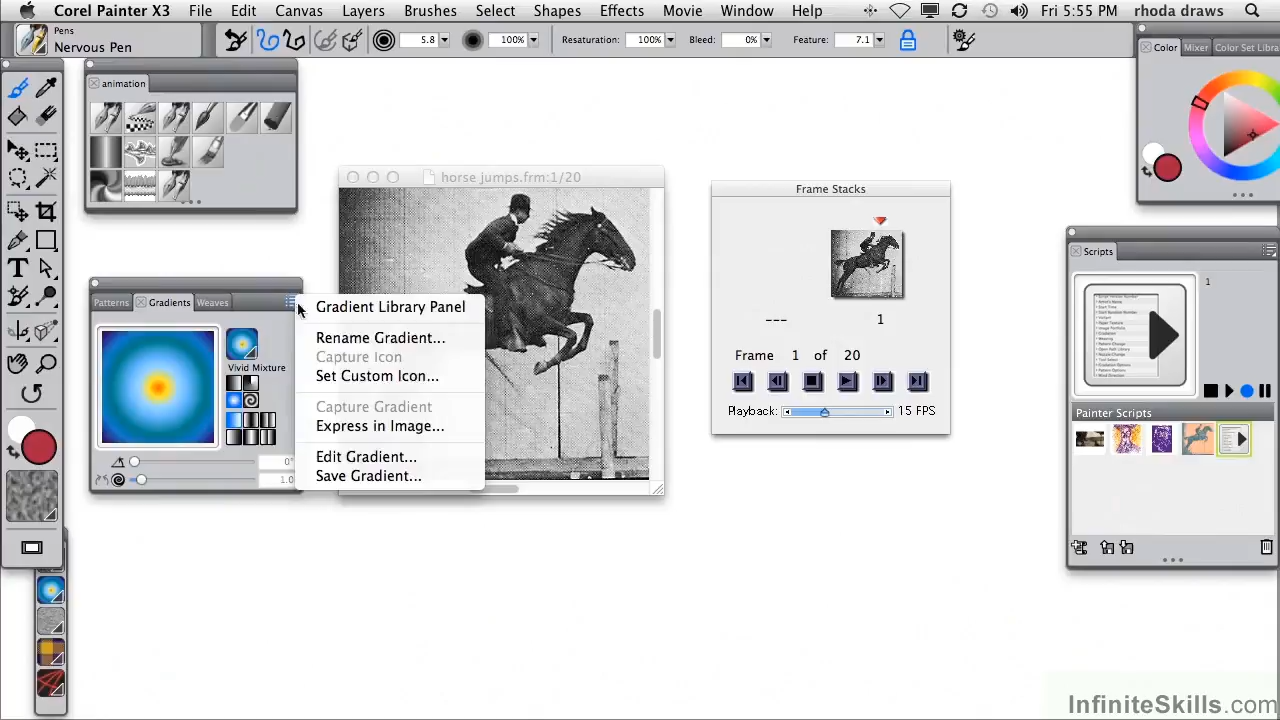 Corel Painter X3 File Edit Canvas Layers Brushes Select Shapes Effects Movie Window Help Fri 5:55 PM rhoda draws
Pens
Nervous Pen
5.8 100% Resaturation: 100% Bleed: 0% Feature: 7.1
animation
Color Mixer Color Set Libra
horse jumps.frm:1/20
Frame Stacks
--- 1
Frame 1 of 20
Playback: 15 FPS
Patterns Gradients Weaves
Vivid Mixture
0°
1.0
Gradient Library Panel
Rename Gradient...
Capture Icon
Set Custom Icon...
Capture Gradient
Express in Image...
Edit Gradient...
Save Gradient...
Scripts
1
Painter Scripts
InfiniteSkills.com